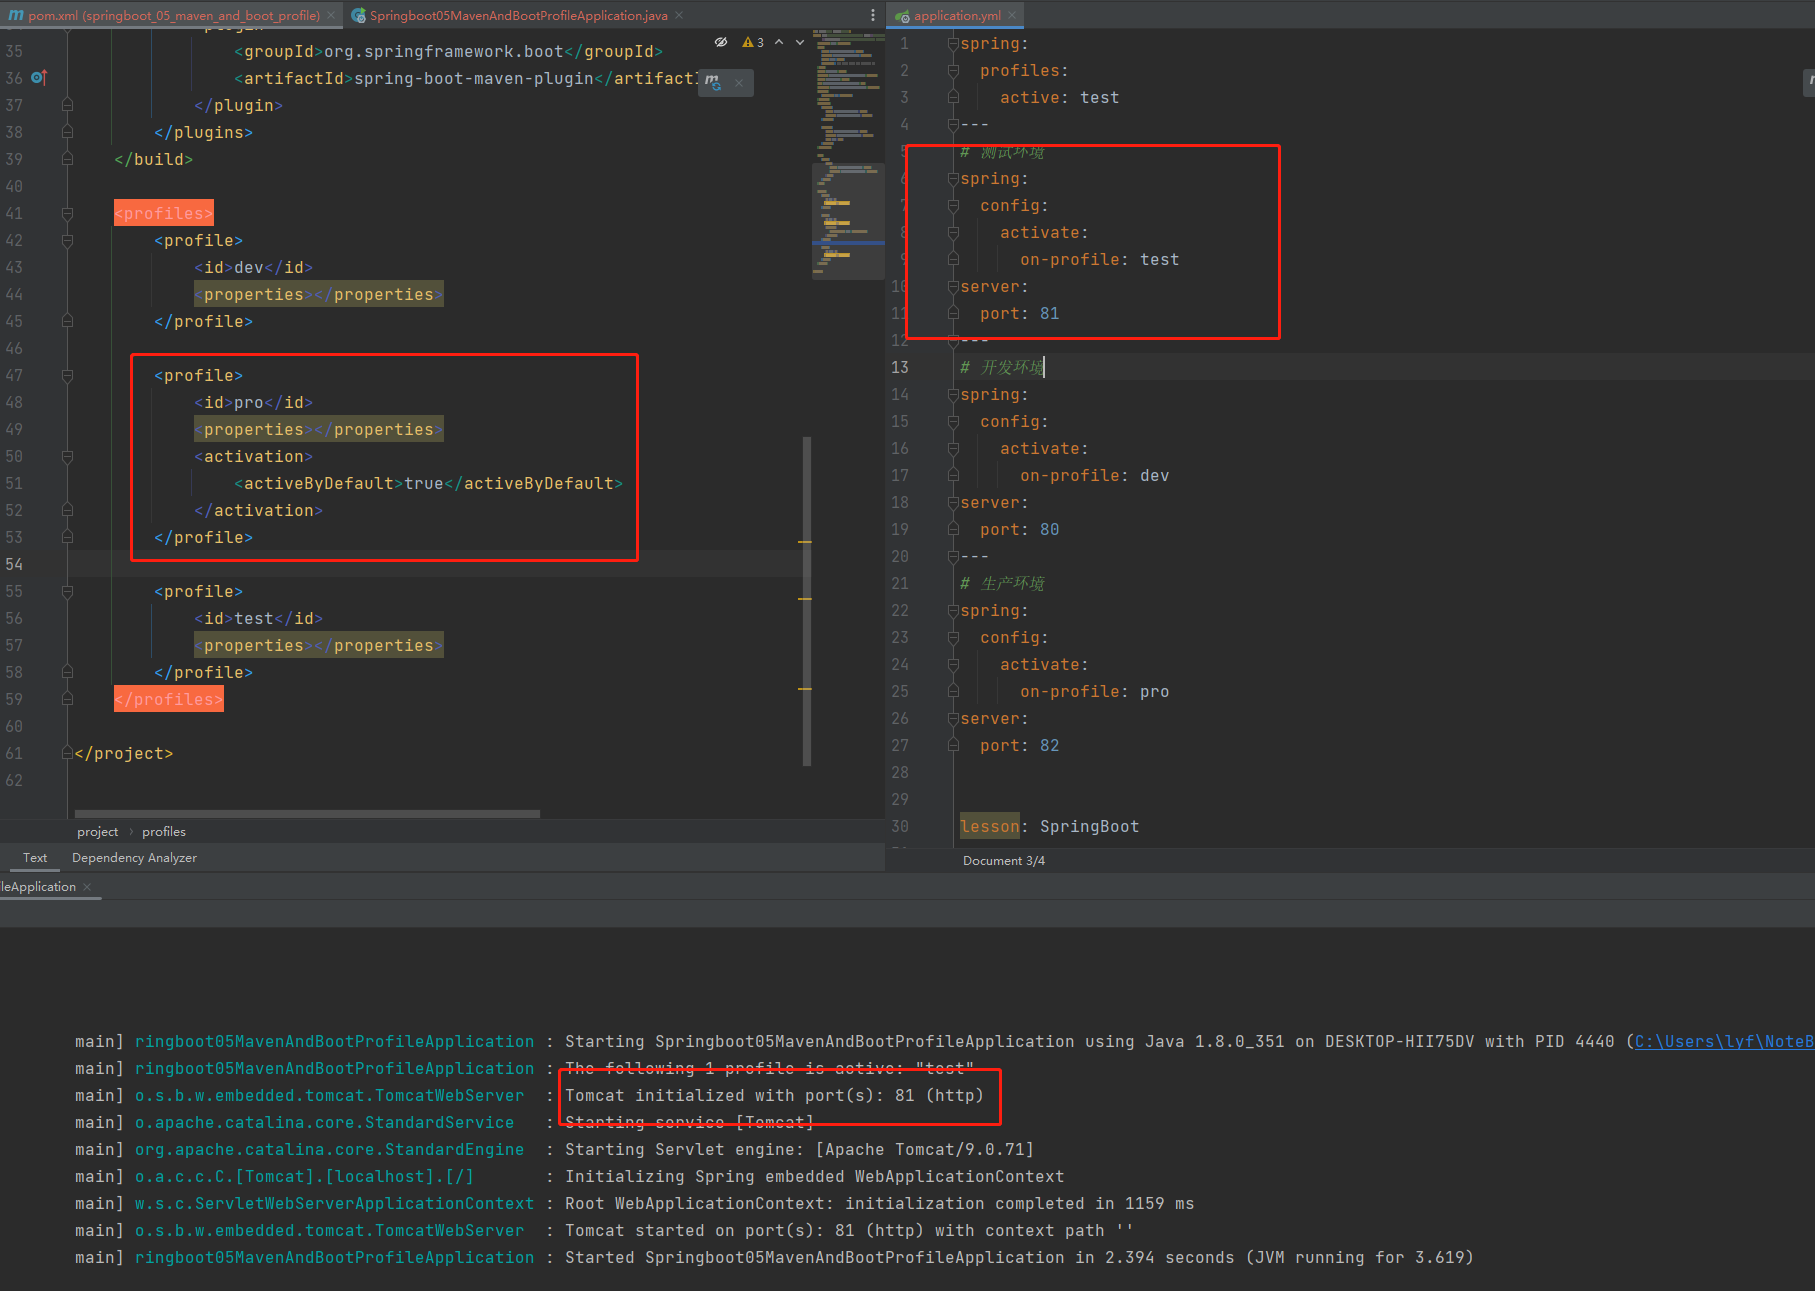 pom.xml (springboot_05_maven_and_boot_profile)
Springboot05MavenAndBootProfileApplication.java
application.yml
3
35 <groupId>org.springframework.boot</groupId>
36 <artifactId>spring-boot-maven-plugin</artifactI
37 </plugin>
38 </plugins>
39 </build>
40
41 <profiles>
42 <profile>
43 <id>dev</id>
44 <properties></properties>
45 </profile>
46
47 <profile>
48 <id>pro</id>
49 <properties></properties>
50 <activation>
51 <activeByDefault>true</activeByDefault>
52 </activation>
53 </profile>
54
55 <profile>
56 <id>test</id>
57 <properties></properties>
58 </profile>
59 </profiles>
60
61 </project>
62
project › profiles
Text Dependency Analyzer
1 spring:
2 profiles:
3 active: test
4 ---
5 # 测试环境
6 spring:
7 config:
8 activate:
9 on-profile: test
10 server:
11 port: 81
12 ---
13 # 开发环境
14 spring:
15 config:
16 activate:
17 on-profile: dev
18 server:
19 port: 80
20 ---
21 # 生产环境
22 spring:
23 config:
24 activate:
25 on-profile: pro
26 server:
27 port: 82
28
29
30 lesson: SpringBoot
Document 3/4
leApplication
main] ringboot05MavenAndBootProfileApplication : Starting Springboot05MavenAndBootProfileApplication using Java 1.8.0_351 on DESKTOP-HII75DV with PID 4440 (C:\Users\lyf\NoteB
main] ringboot05MavenAndBootProfileApplication : The following 1 profile is active: "test"
main] o.s.b.w.embedded.tomcat.TomcatWebServer : Tomcat initialized with port(s): 81 (http)
main] o.apache.catalina.core.StandardService : Starting service [Tomcat]
main] org.apache.catalina.core.StandardEngine : Starting Servlet engine: [Apache Tomcat/9.0.71]
main] o.a.c.c.C.[Tomcat].[localhost].[/] : Initializing Spring embedded WebApplicationContext
main] w.s.c.ServletWebServerApplicationContext : Root WebApplicationContext: initialization completed in 1159 ms
main] o.s.b.w.embedded.tomcat.TomcatWebServer : Tomcat started on port(s): 81 (http) with context path ''
main] ringboot05MavenAndBootProfileApplication : Started Springboot05MavenAndBootProfileApplication in 2.394 seconds (JVM running for 3.619)